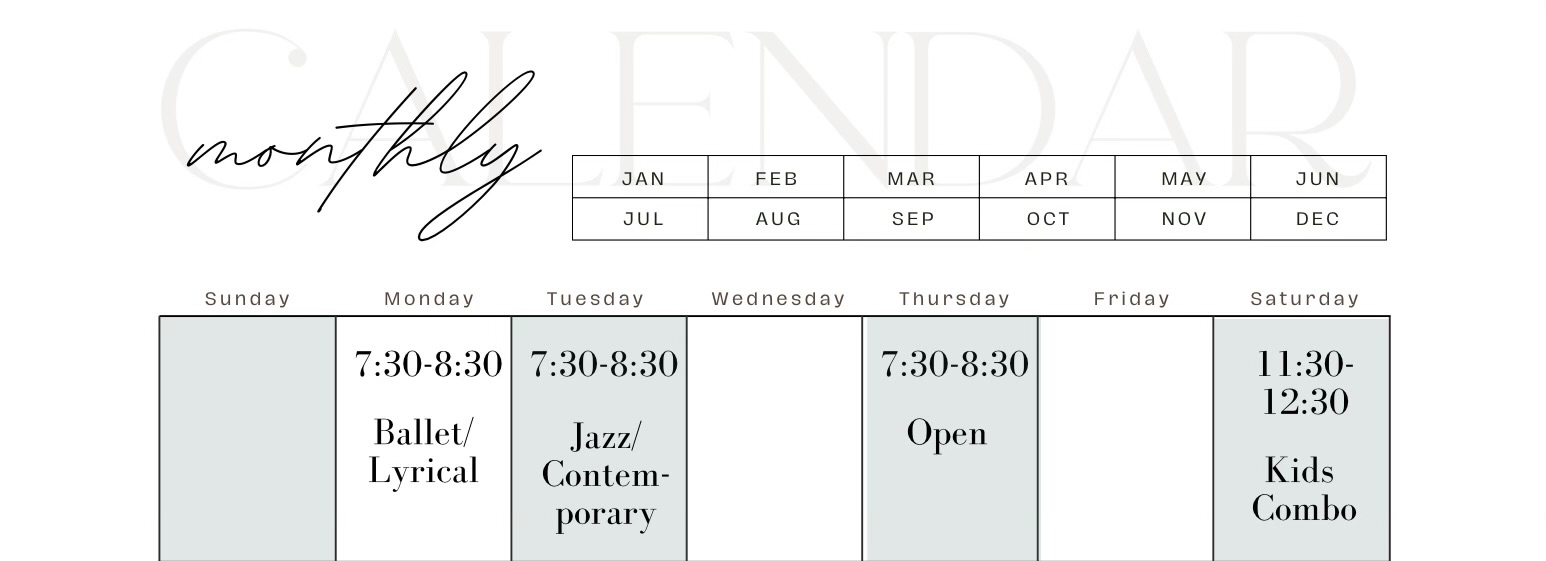 CALENDAR
monthly
JAN FEB MAR APR MAY JUN
JUL AUG SEP OCT NOV DEC
Sunday Monday Tuesday Wednesday Thursday Friday Saturday
7:30-8:30
Ballet/
Lyrical
7:30-8:30
Jazz/
Contem-
porary
7:30-8:30
Open
11:30-
12:30
Kids
Combo